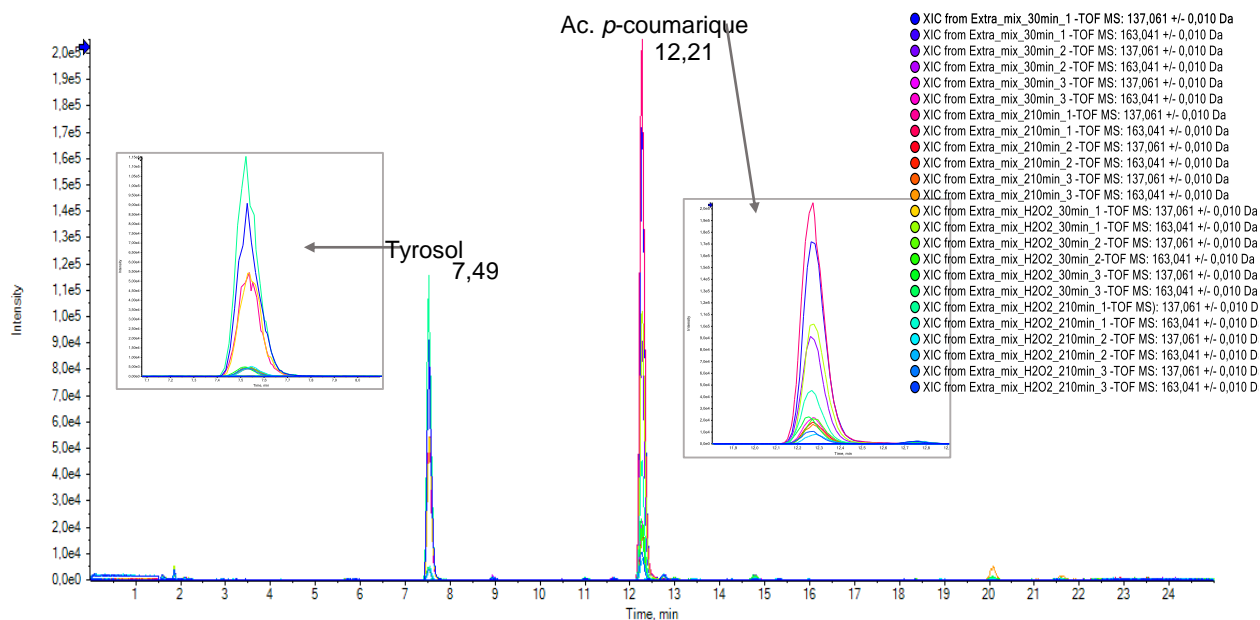 Ac. p-coumarique
12,21
Tyrosol
7,49
Intensity
2,0e5
1,9e5
1,8e5
1,7e5
1,6e5
1,5e5
1,4e5
1,3e5
1,2e5
1,1e5
1,0e5
9,0e4
8,0e4
7,0e4
6,0e4
5,0e4
4,0e4
3,0e4
2,0e4
1,0e4
0,0e0
1 2 3 4 5 6 7 8 9 10 11 12 13 14 15 16 17 18 19 20 21 22 23 24
Time, min
Intensity
Time, min
Intensity
Time, min
XIC from Extra_mix_30min_1 -TOF MS: 137,061 +/- 0,010 Da
XIC from Extra_mix_30min_1 -TOF MS: 163,041 +/- 0,010 Da
XIC from Extra_mix_30min_2 -TOF MS: 137,061 +/- 0,010 Da
XIC from Extra_mix_30min_2 -TOF MS: 163,041 +/- 0,010 Da
XIC from Extra_mix_30min_3 -TOF MS: 137,061 +/- 0,010 Da
XIC from Extra_mix_30min_3 -TOF MS: 163,041 +/- 0,010 Da
XIC from Extra_mix_210min_1-TOF MS: 137,061 +/- 0,010 Da
XIC from Extra_mix_210min_1 -TOF MS: 163,041 +/- 0,010 Da
XIC from Extra_mix_210min_2 -TOF MS: 137,061 +/- 0,010 Da
XIC from Extra_mix_210min_2 -TOF MS: 163,041 +/- 0,010 Da
XIC from Extra_mix_210min_3 -TOF MS: 137,061 +/- 0,010 Da
XIC from Extra_mix_210min_3 -TOF MS: 163,041 +/- 0,010 Da
XIC from Extra_mix_H2O2_30min_1 -TOF MS: 137,061 +/- 0,010 Da
XIC from Extra_mix_H2O2_30min_1 -TOF MS: 163,041 +/- 0,010 Da
XIC from Extra_mix_H2O2_30min_2 -TOF MS: 137,061 +/- 0,010 Da
XIC from Extra_mix_H2O2_30min_2-TOF MS: 163,041 +/- 0,010 Da
XIC from Extra_mix_H2O2_30min_3 -TOF MS: 137,061 +/- 0,010 Da
XIC from Extra_mix_H2O2_30min_3 -TOF MS: 163,041 +/- 0,010 Da
XIC from Extra_mix_H2O2_210min_1-TOF MS): 137,061 +/- 0,010 D
XIC from Extra_mix_H2O2_210min_1 -TOF MS: 163,041 +/- 0,010 D
XIC from Extra_mix_H2O2_210min_2 -TOF MS: 137,061 +/- 0,010 D
XIC from Extra_mix_H2O2_210min_2 -TOF MS: 163,041 +/- 0,010 D
XIC from Extra_mix_H2O2_210min_3 -TOF MS: 137,061 +/- 0,010 D
XIC from Extra_mix_H2O2_210min_3 -TOF MS: 163,041 +/- 0,010 D